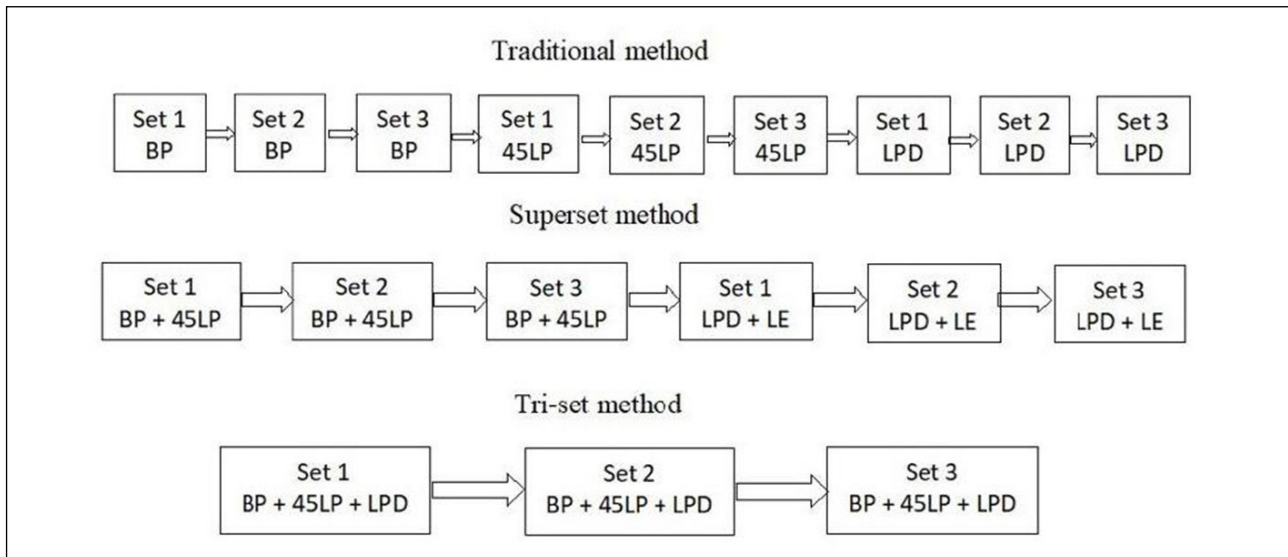 Traditional method
Set 1
BP
Set 2
BP
Set 3
BP
Set 1
45LP
Set 2
45LP
Set 3
45LP
Set 1
LPD
Set 2
LPD
Set 3
LPD
Superset method
Set 1
BP + 45LP
Set 2
BP + 45LP
Set 3
BP + 45LP
Set 1
LPD + LE
Set 2
LPD + LE
Set 3
LPD + LE
Tri-set method
Set 1
BP + 45LP + LPD
Set 2
BP + 45LP + LPD
Set 3
BP + 45LP + LPD